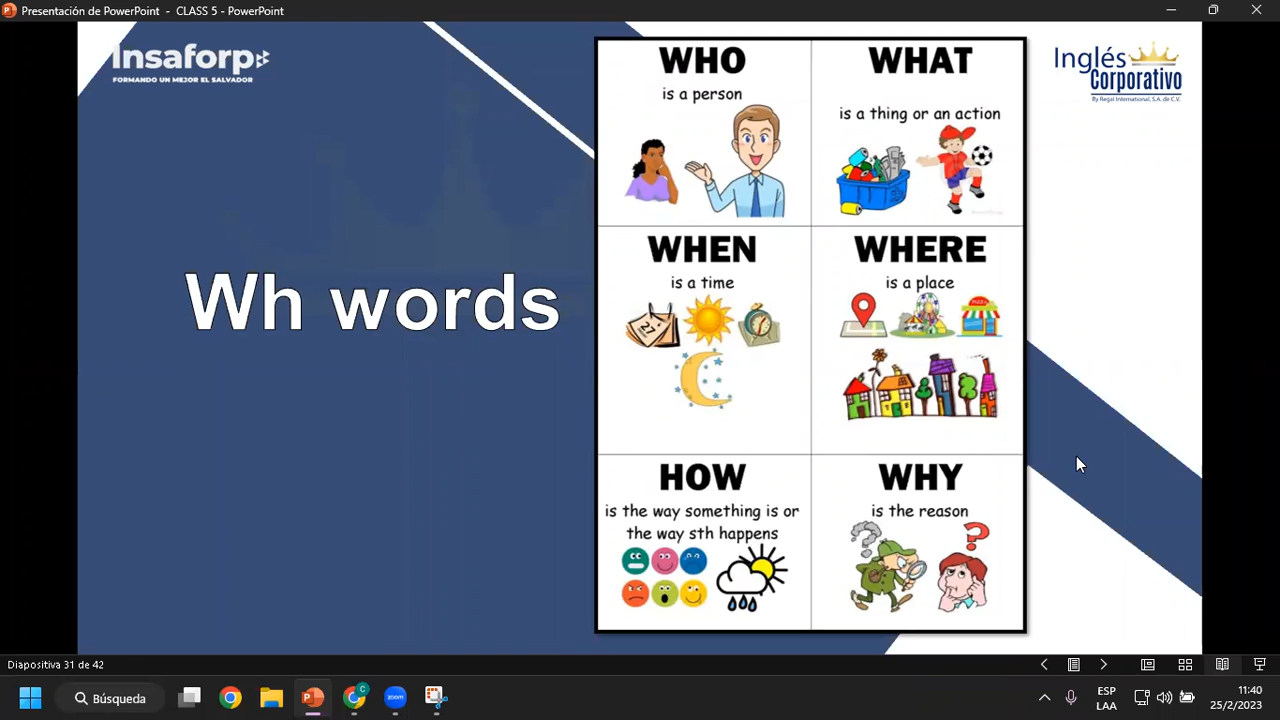 Presentación de PowerPoint - CLASS 5 - PowerPoint
Insaforp
FORMANDO UN MEJOR EL SALVADOR
Inglés
Corporativo
By Regal International, S.A. de C.V.
Wh words
WHO
is a person
WHAT
is a thing or an action
WHEN
is a time
27
WHERE
is a place
PIZZA
HOW
is the way something is or
the way sth happens
WHY
is the reason
Diapositiva 31 de 42
Búsqueda
C
zoom
ESP
LAA
11:40
25/2/2023